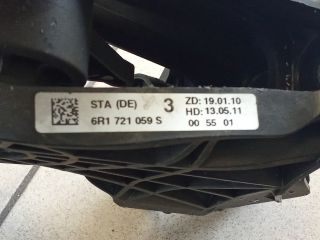 STA (DE) 3 ZD: 19.01.10
6R1 721 059 S HD: 13.05.11
00 55 01